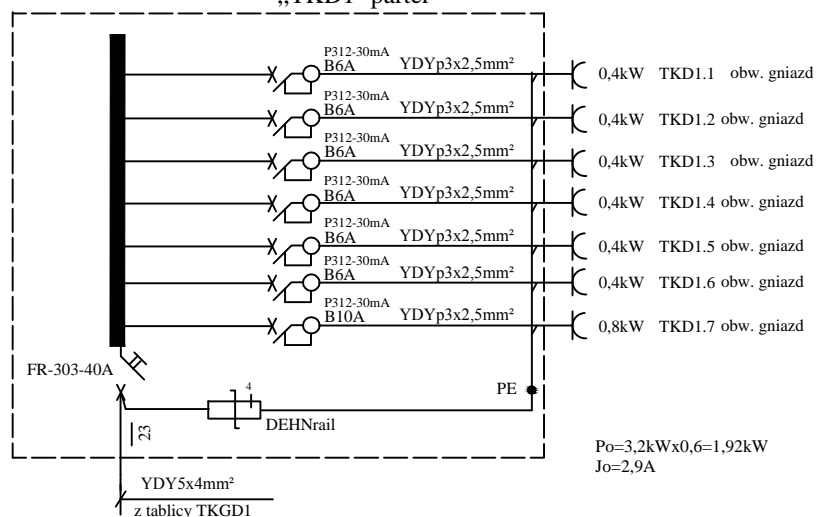 „TKD1" parter
P312-30mA
B6A YDYp3x2,5mm² 0,4kW TKD1.1 obw. gniazd
P312-30mA
B6A YDYp3x2,5mm² 0,4kW TKD1.2 obw. gniazd
P312-30mA
B6A YDYp3x2,5mm² 0,4kW TKD1.3 obw. gniazd
P312-30mA
B6A YDYp3x2,5mm² 0,4kW TKD1.4 obw. gniazd
P312-30mA
B6A YDYp3x2,5mm² 0,4kW TKD1.5 obw. gniazd
P312-30mA
B6A YDYp3x2,5mm² 0,4kW TKD1.6 obw. gniazd
P312-30mA
B10A YDYp3x2,5mm² 0,8kW TKD1.7 obw. gniazd
FR-303-40A
PE
4
DEHNrail
23
Po=3,2kWx0,6=1,92kW
Jo=2,9A
YDY5x4mm²
z tablicy TKGD1